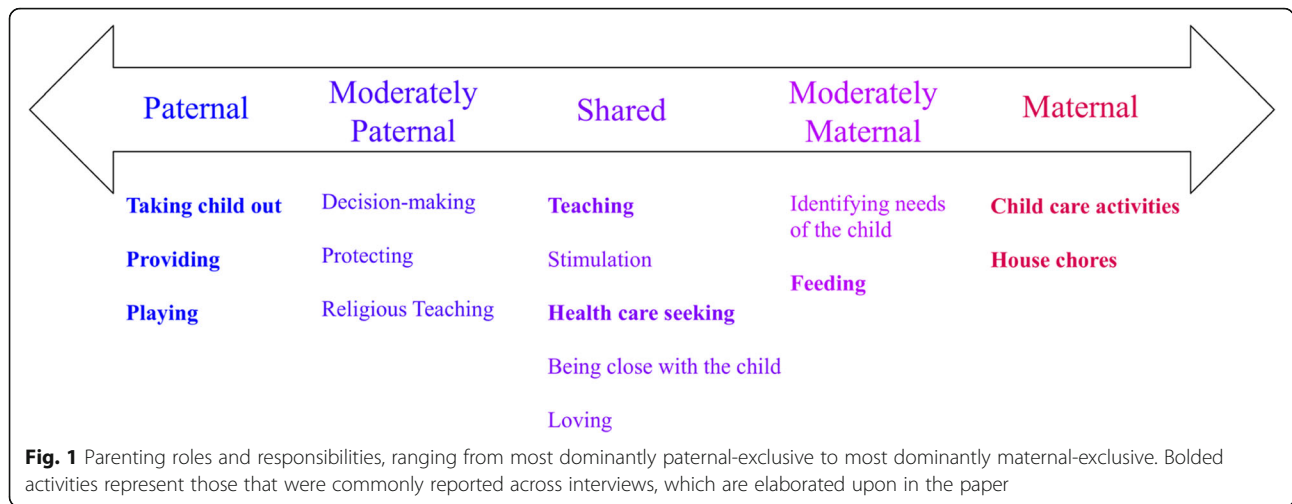 Paternal
Moderately
Paternal
Shared
Moderately
Maternal
Maternal
Taking child out
Providing
Playing
Decision-making
Protecting
Religious Teaching
Teaching
Stimulation
Health care seeking
Being close with the child
Loving
Identifying needs
of the child
Feeding
Child care activities
House chores
Fig. 1 Parenting roles and responsibilities, ranging from most dominantly paternal-exclusive to most dominantly maternal-exclusive. Bolded
activities represent those that were commonly reported across interviews, which are elaborated upon in the paper